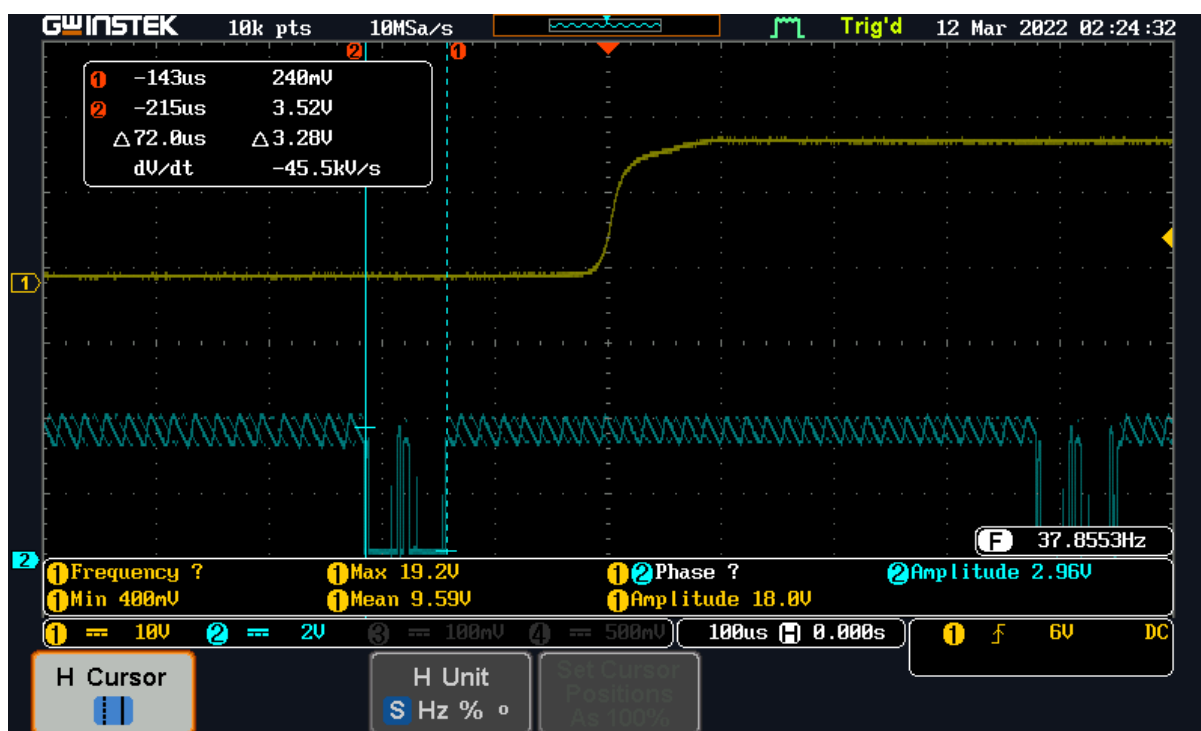 GWINSTEK 10k pts 10MSa/s Trig'd 12 Mar 2022 02:24:32
2 1
1 -143us 240mV
2 -215us 3.52V
△72.0us △3.28V
dV/dt -45.5kV/s
1
2
F 37.8553Hz
1 Frequency ? 1 Max 19.2V 1 2 Phase ? 2 Amplitude 2.96V
1 Min 400mV 1 Mean 9.59V 1 Amplitude 18.0V
1 10V 2 2V 3 100mV 4 500mV 100us H 0.000s 1 6V DC
H Cursor
H Unit
S Hz % °
Set Cursor
Positions
As 100%